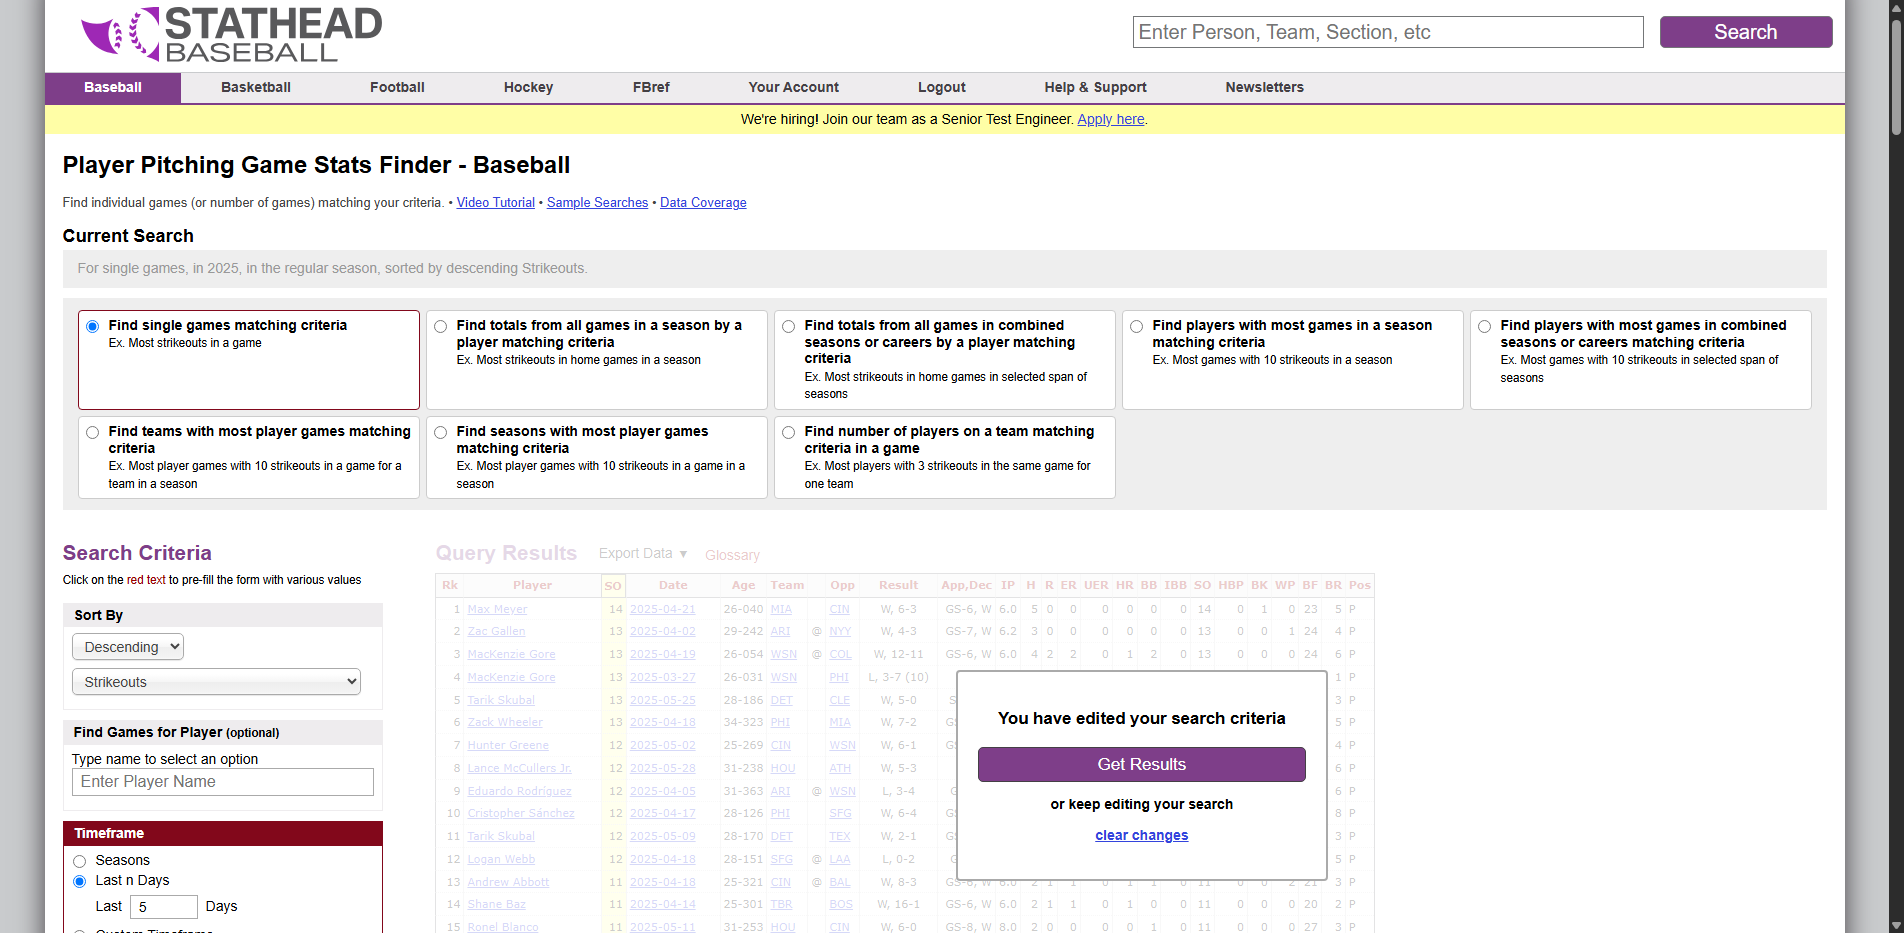 STATHEAD
BASEBALL
Enter Person, Team, Section, etc
Search
Baseball Basketball Football Hockey FBref Your Account Logout Help & Support Newsletters
We're hiring! Join our team as a Senior Test Engineer. Apply here.
Player Pitching Game Stats Finder - Baseball
Find individual games (or number of games) matching your criteria. • Video Tutorial • Sample Searches • Data Coverage
Current Search
For single games, in 2025, in the regular season, sorted by descending Strikeouts.
Find single games matching criteria
Ex. Most strikeouts in a game
Find totals from all games in a season by a
player matching criteria
Ex. Most strikeouts in home games in a season
Find totals from all games in combined
seasons or careers by a player matching
criteria
Ex. Most strikeouts in home games in selected span of
seasons
Find players with most games in a season
matching criteria
Ex. Most games with 10 strikeouts in a season
Find players with most games in combined
seasons or careers matching criteria
Ex. Most games with 10 strikeouts in selected span of
seasons
Find teams with most player games matching
criteria
Ex. Most player games with 10 strikeouts in a game for a
team in a season
Find seasons with most player games
matching criteria
Ex. Most player games with 10 strikeouts in a game in a
season
Find number of players on a team matching
criteria in a game
Ex. Most players with 3 strikeouts in the same game for
one team
Search Criteria
Click on the red text to pre-fill the form with various values
Sort By
Descending
Strikeouts
Find Games for Player (optional)
Type name to select an option
Enter Player Name
Timeframe
Seasons
Last n Days
Last 5 Days
Custom Timeframe
Query Results Export Data ▼ Glossary
Rk Player SO Date Age Team Opp Result App,Dec IP H R ER UER HR BB IBB SO HBP BK WP BF BR Pos
1 Max Meyer 14 2025-04-21 26-040 MIA CIN W, 6-3 GS-6, W 6.0 5 0 0 0 0 0 0 14 0 1 0 23 5 P
2 Zac Gallen 13 2025-04-02 29-242 ARI @ NYY W, 4-3 GS-7, W 6.2 3 0 0 0 0 0 0 13 0 0 1 24 4 P
3 MacKenzie Gore 13 2025-04-19 26-054 WSN @ COL W, 12-11 GS-6, W 6.0 4 2 2 0 1 2 0 13 0 0 0 24 6 P
4 MacKenzie Gore 13 2025-03-27 26-031 WSN PHI L, 3-7 (10) 1 P
5 Tarik Skubal 13 2025-05-25 28-186 DET CLE W, 5-0 S 3 P
6 Zack Wheeler 13 2025-04-18 34-323 PHI MIA W, 7-2 GS 5 P
7 Hunter Greene 12 2025-05-02 25-269 CIN WSN W, 6-1 GS 4 P
8 Lance McCullers Jr. 12 2025-05-28 31-238 HOU ATH W, 5-3 6 P
9 Eduardo Rodríguez 12 2025-04-05 31-363 ARI @ WSN L, 3-4 G 6 P
10 Cristopher Sánchez 12 2025-04-17 28-126 PHI SFG W, 6-4 GS 8 P
11 Tarik Skubal 12 2025-05-09 28-170 DET TEX W, 2-1 GS 3 P
12 Logan Webb 12 2025-04-18 28-151 SFG @ LAA L, 0-2 G 5 P
13 Andrew Abbott 11 2025-04-18 25-321 CIN @ BAL W, 8-3 GS-6, W 6.0 2 1 1 0 1 1 0 11 0 0 2 21 3 P
14 Shane Baz 11 2025-04-14 25-301 TBR BOS W, 16-1 GS-6, W 6.0 2 1 1 0 1 0 0 11 0 0 0 20 2 P
15 Ronel Blanco 11 2025-05-11 31-253 HOU CIN W, 6-0 GS-8, W 8.0 2 0 0 0 0 1 0 11 0 0 0 27 3 P
You have edited your search criteria
Get Results
or keep editing your search
clear changes